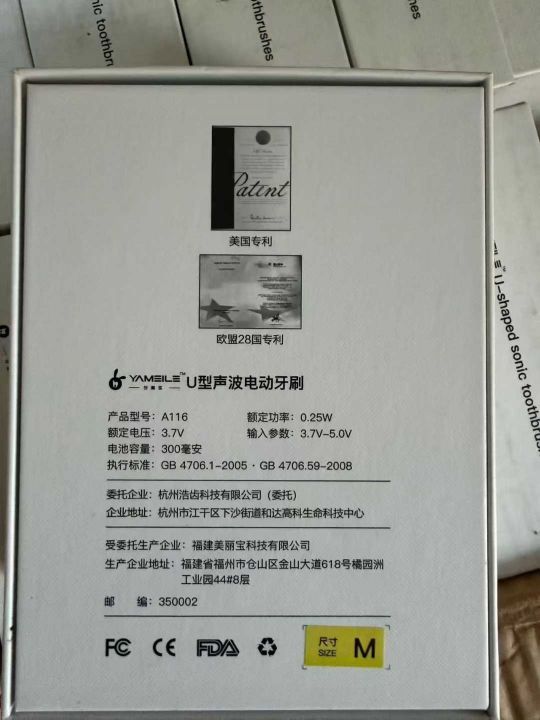 ic toothbru
ushes
toothbrushes
U-shaped sonic toothbrush
Patent
美国专利
欧盟28国专利
YAMEILE™ U型声波电动牙刷
产品型号：A116 额定功率：0.25W
额定电压：3.7V 输入参数：3.7V-5.0V
电池容量：300毫安
执行标准：GB 4706.1-2005 · GB 4706.59-2008
委托企业：杭州浩齿科技有限公司（委托）
企业地址：杭州市江干区下沙街道和达高科生命科技中心
受委托生产企业：福建美丽宝科技有限公司
生产企业地址：福建省福州市仓山区金山大道618号橘园洲
工业园44#8层
邮 编：350002
FC CE FDA
尺寸
SIZE M